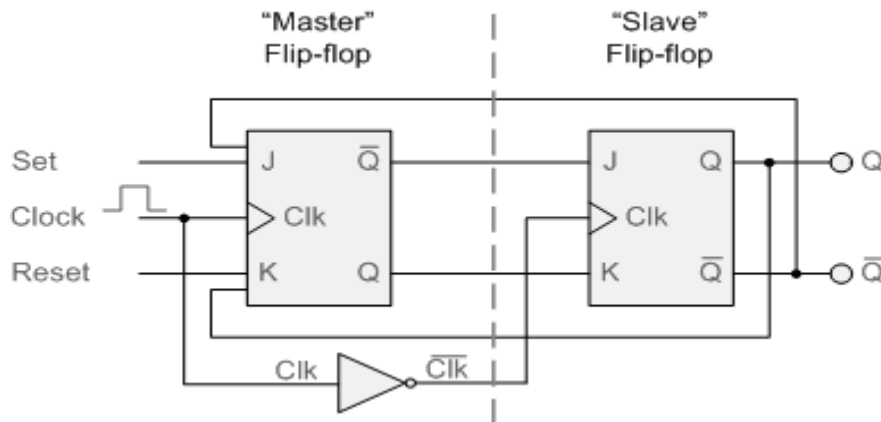 “Master” “Slave”
Flip-flop Flip-flop
Set J Q̅ J Q Q
Clock Clk Clk
Reset K Q K Q̅ Q̅
Clk C̅l̅k̅